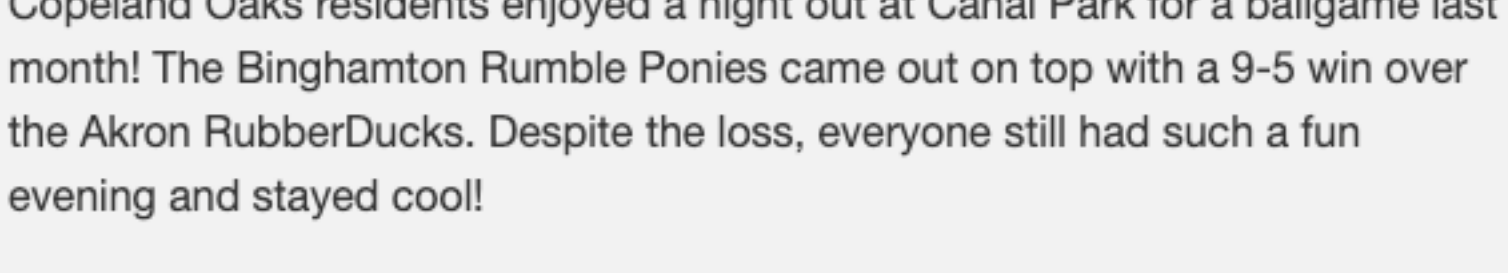 Copeland Oaks residents enjoyed a night out at Canal Park for a ballgame last
month! The Binghamton Rumble Ponies came out on top with a 9-5 win over
the Akron RubberDucks. Despite the loss, everyone still had such a fun
evening and stayed cool!